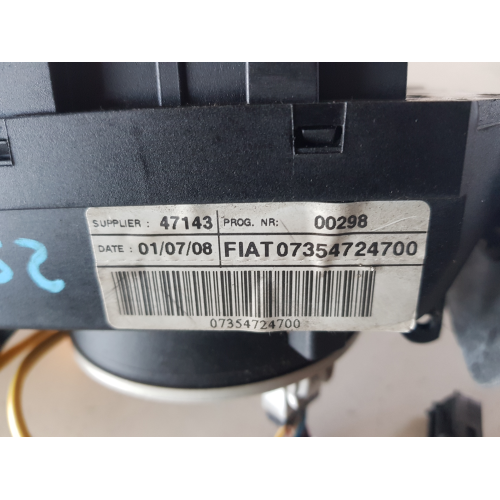 SUPPLIER : 47143 PROG. NR: 00298
DATE : 01/07/08 FIAT 07354724700
07354724700